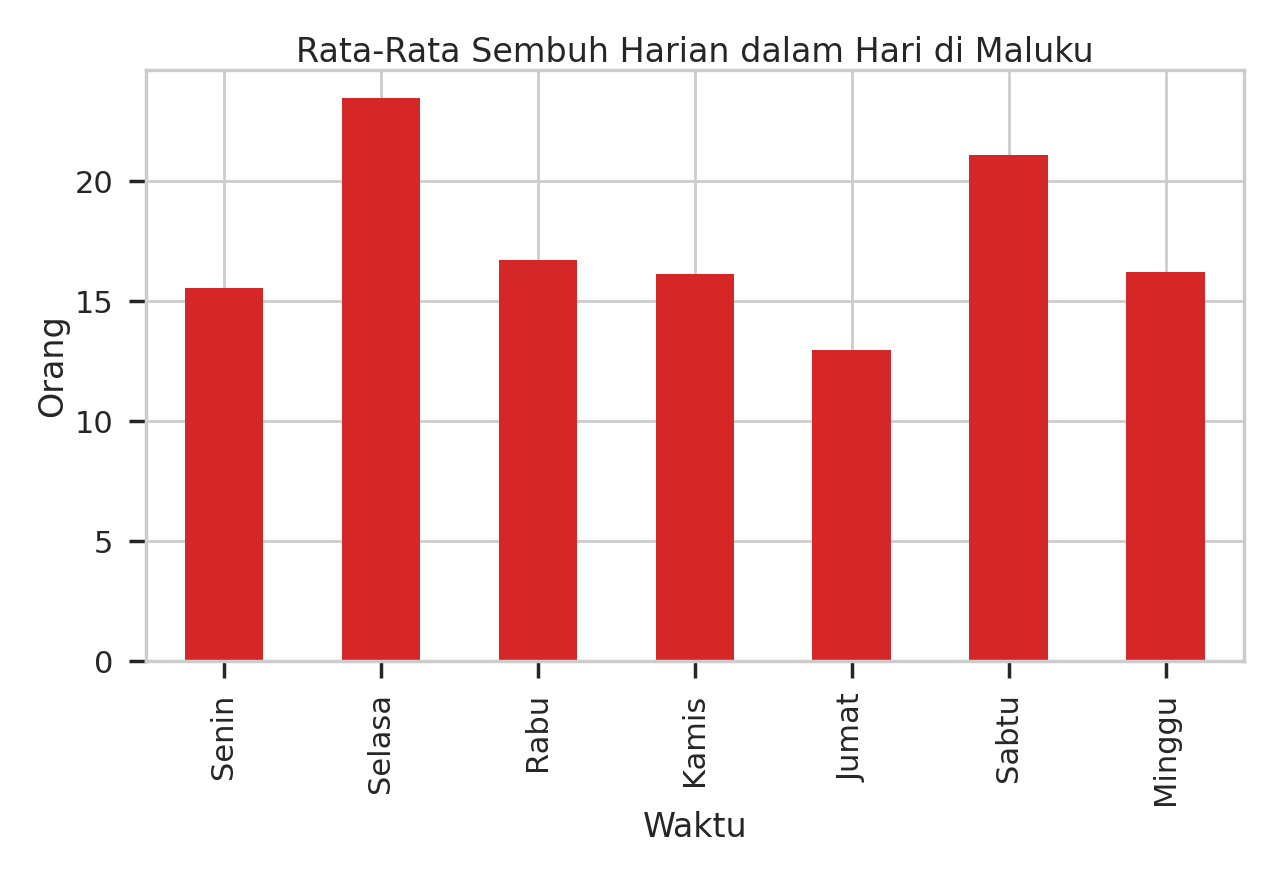 Rata-Rata Sembuh Harian dalam Hari di Maluku
Orang
20
15
10
5
0
Senin
Selasa
Rabu
Kamis
Jumat
Sabtu
Minggu
Waktu